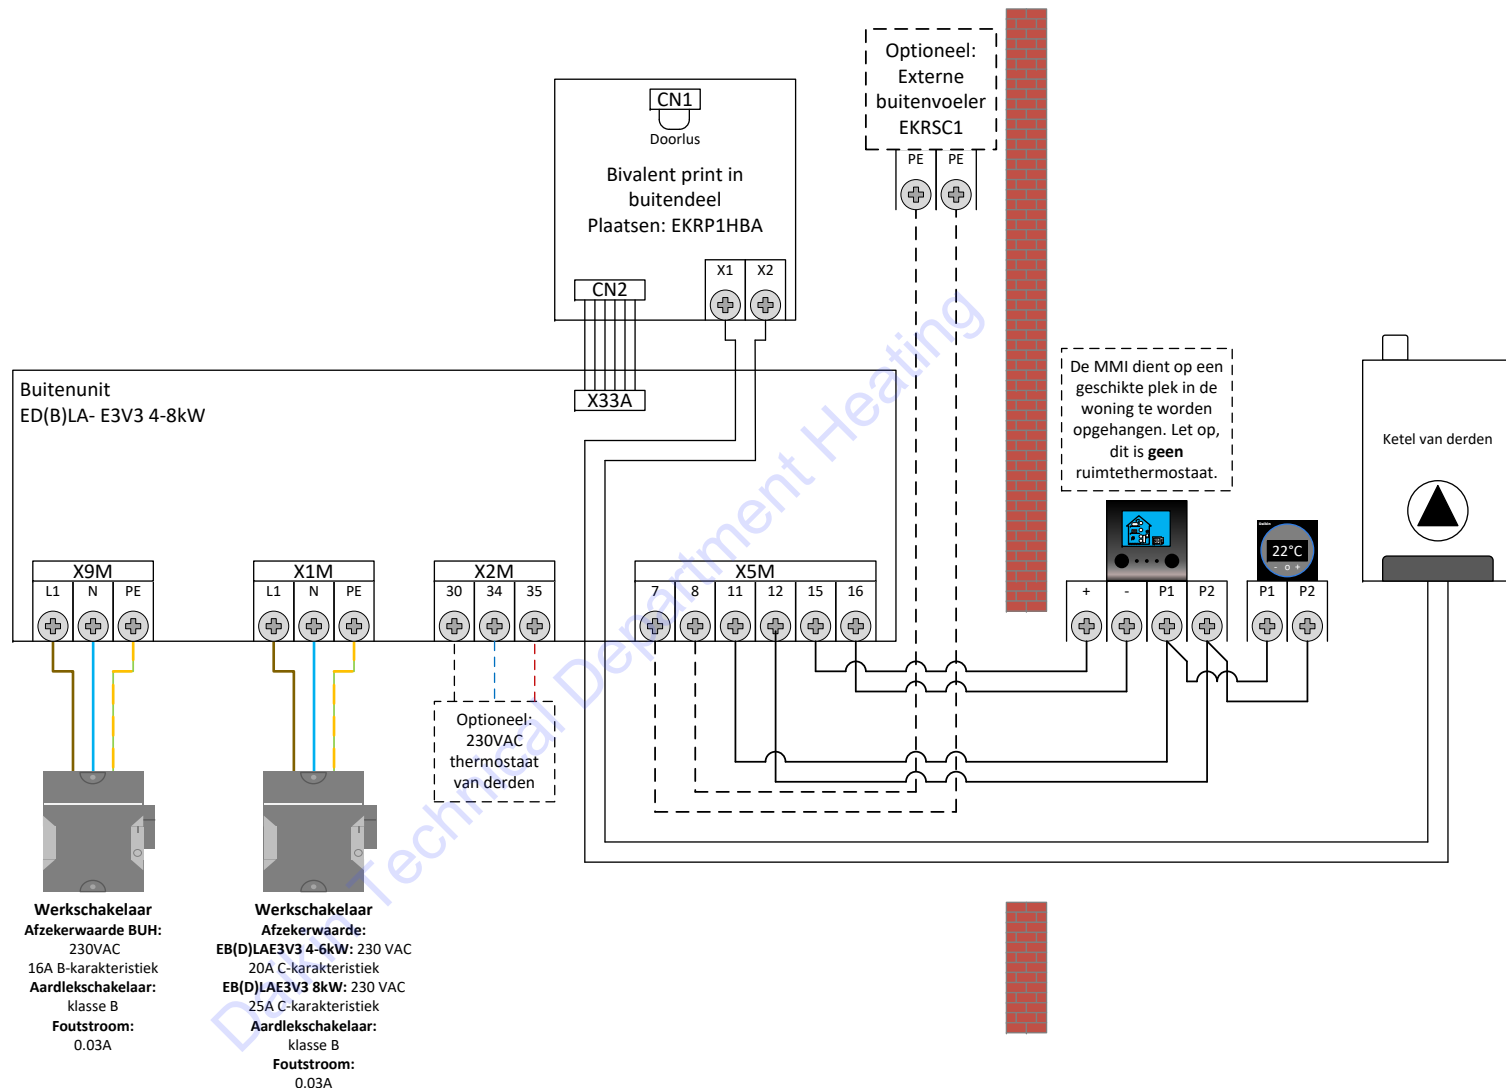 Optioneel:
Externe
buitenvoeler
EKRSC1
PE PE
CN1
Doorlus
Bivalent print in
buitendeel
Plaatsen: EKRP1HBA
X1 X2
CN2
X33A
Buitenunit
ED(B)LA- E3V3 4-8kW
De MMI dient op een
geschikte plek in de
woning te worden
opgehangen. Let op,
dit is geen
ruimtethermostaat.
Ketel van derden
22°C
- o +
X9M
L1 N PE
X1M
L1 N PE
X2M
30 34 35
X5M
7 8 11 12 15 16
+ - P1 P2
P1 P2
Optioneel:
230VAC
thermostaat
van derden
Werkschakelaar
Afzekerwaarde BUH:
230VAC
16A B-karakteristiek
Aardlekschakelaar:
klasse B
Foutstroom:
0.03A
Werkschakelaar
Afzekerwaarde:
EB(D)LAE3V3 4-6kW: 230 VAC
20A C-karakteristiek
EB(D)LAE3V3 8kW: 230 VAC
25A C-karakteristiek
Aardlekschakelaar:
klasse B
Foutstroom:
0.03A
Daikin Technical Department Heating